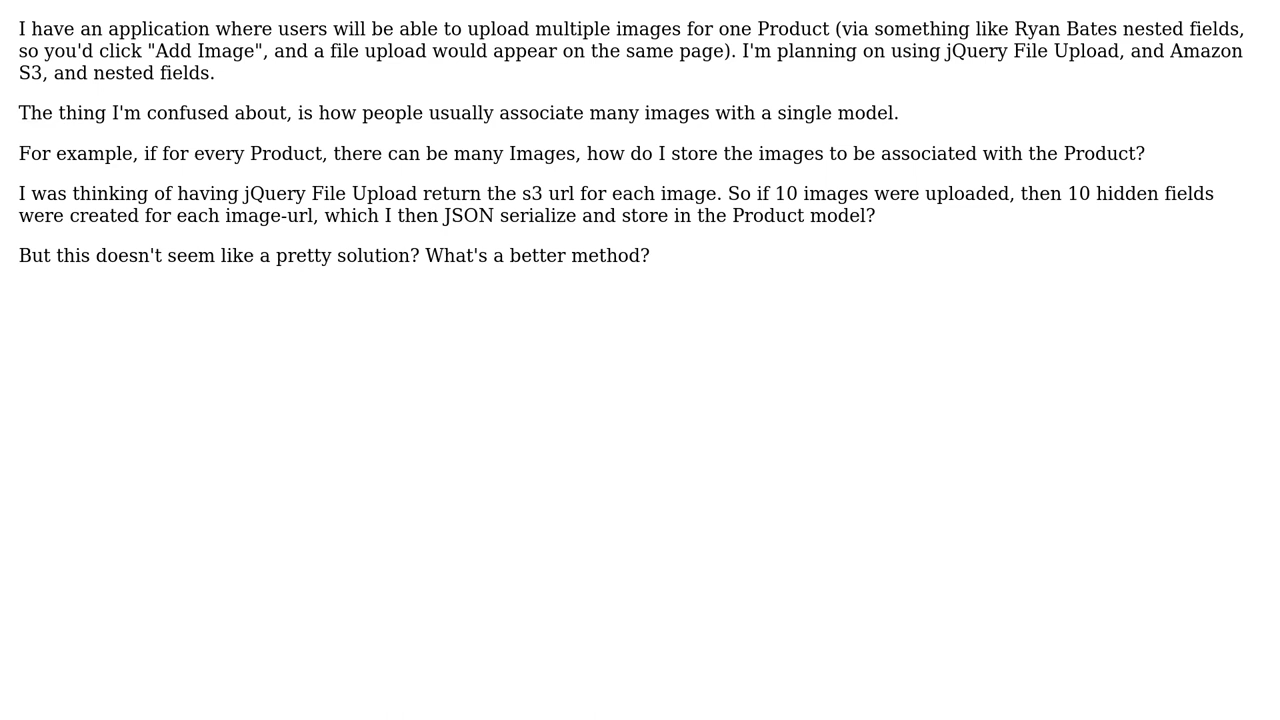 I have an application where users will be able to upload multiple images for one Product (via something like Ryan Bates nested fields,
so you'd click "Add Image", and a file upload would appear on the same page). I'm planning on using jQuery File Upload, and Amazon
S3, and nested fields.
The thing I'm confused about, is how people usually associate many images with a single model.
For example, if for every Product, there can be many Images, how do I store the images to be associated with the Product?
I was thinking of having jQuery File Upload return the s3 url for each image. So if 10 images were uploaded, then 10 hidden fields
were created for each image-url, which I then JSON serialize and store in the Product model?
But this doesn't seem like a pretty solution? What's a better method?